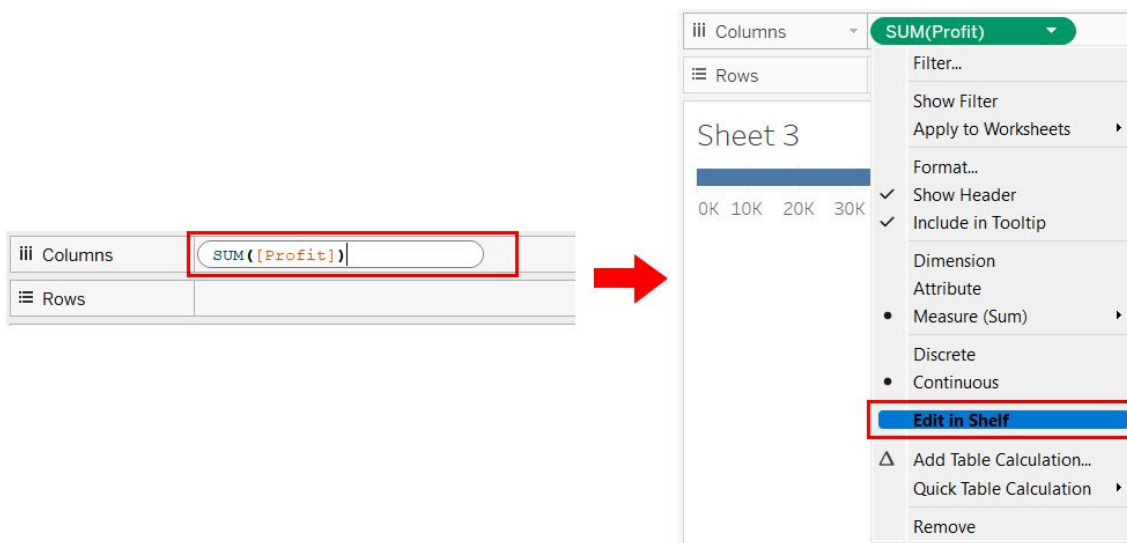 Columns
SUM([Profit])
Rows
Columns
SUM(Profit)
Rows
Sheet 3
0K 10K 20K 30K
Filter...
Show Filter
Apply to Worksheets
Format...
Show Header
Include in Tooltip
Dimension
Attribute
Measure (Sum)
Discrete
Continuous
Edit in Shelf
Add Table Calculation...
Quick Table Calculation
Remove